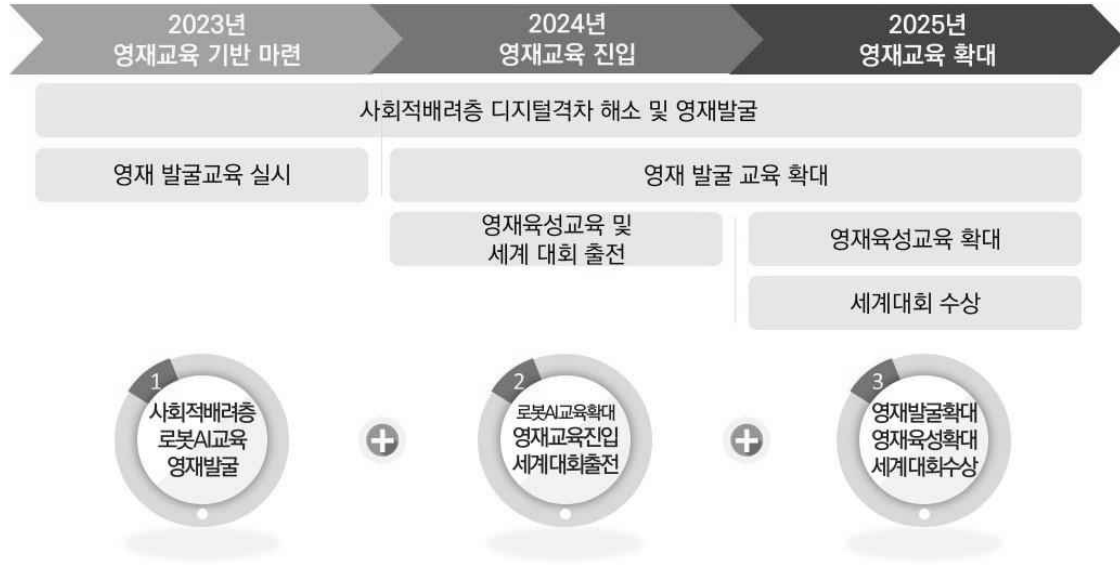 2023년
영재교육 기반 마련
2024년
영재교육 진입
2025년
영재교육 확대
사회적배려층 디지털격차 해소 및 영재발굴
영재 발굴교육 실시
영재 발굴 교육 확대
영재육성교육 및
세계 대회 출전
영재육성교육 확대
세계대회 수상
1
사회적배려층
로봇AI교육
영재발굴
2
로봇AI교육확대
영재교육진입
세계대회출전
3
영재발굴확대
영재육성확대
세계대회수상